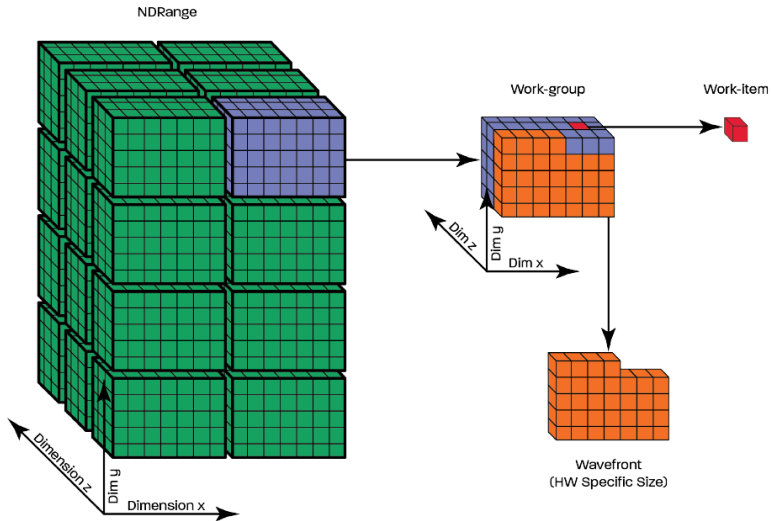 NDRange
Work-group
Work-item
Dim z
Dim y
Dim x
Dimension z
Dim y
Dimension x
Wavefront
(HW Specific Size)